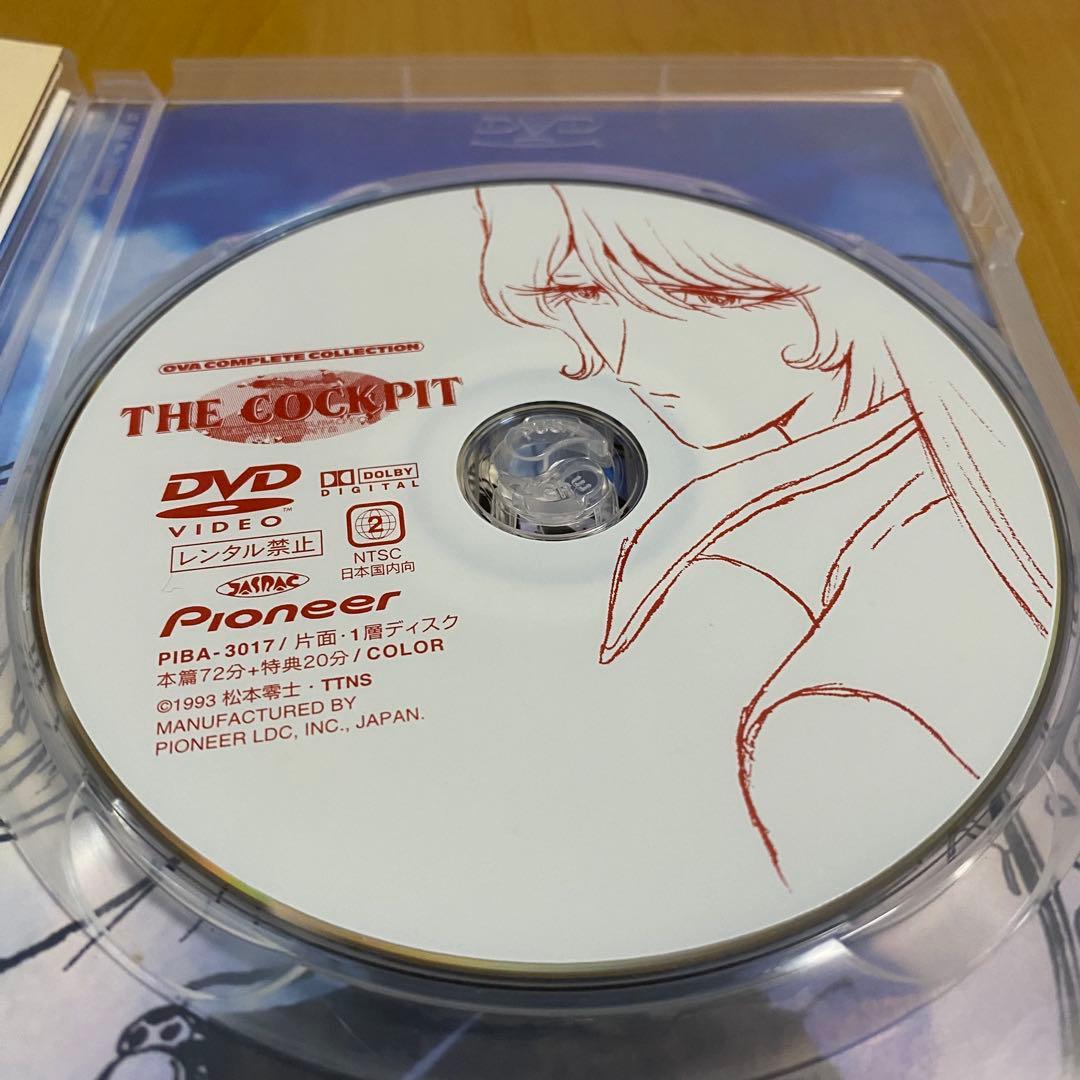 OVA COMPLETE COLLECTION
THE COCKPIT
DVD
VIDEO
TM
DOLBY
DIGITAL
レンタル禁止
2
NTSC
日本国内向
JASRAC
Pioneer
PIBA-3017/片面・1層ディスク
本篇72分+特典20分/COLOR
©1993 松本零士・TTNS
MANUFACTURED BY
PIONEER LDC, INC., JAPAN.